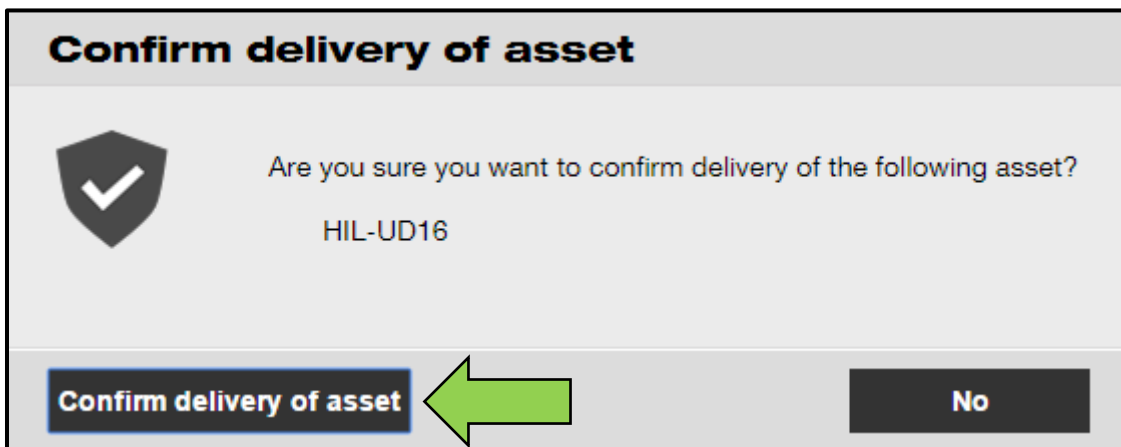 Confirm delivery of asset
Are you sure you want to confirm delivery of the following asset?
HIL-UD16
Confirm delivery of asset
No